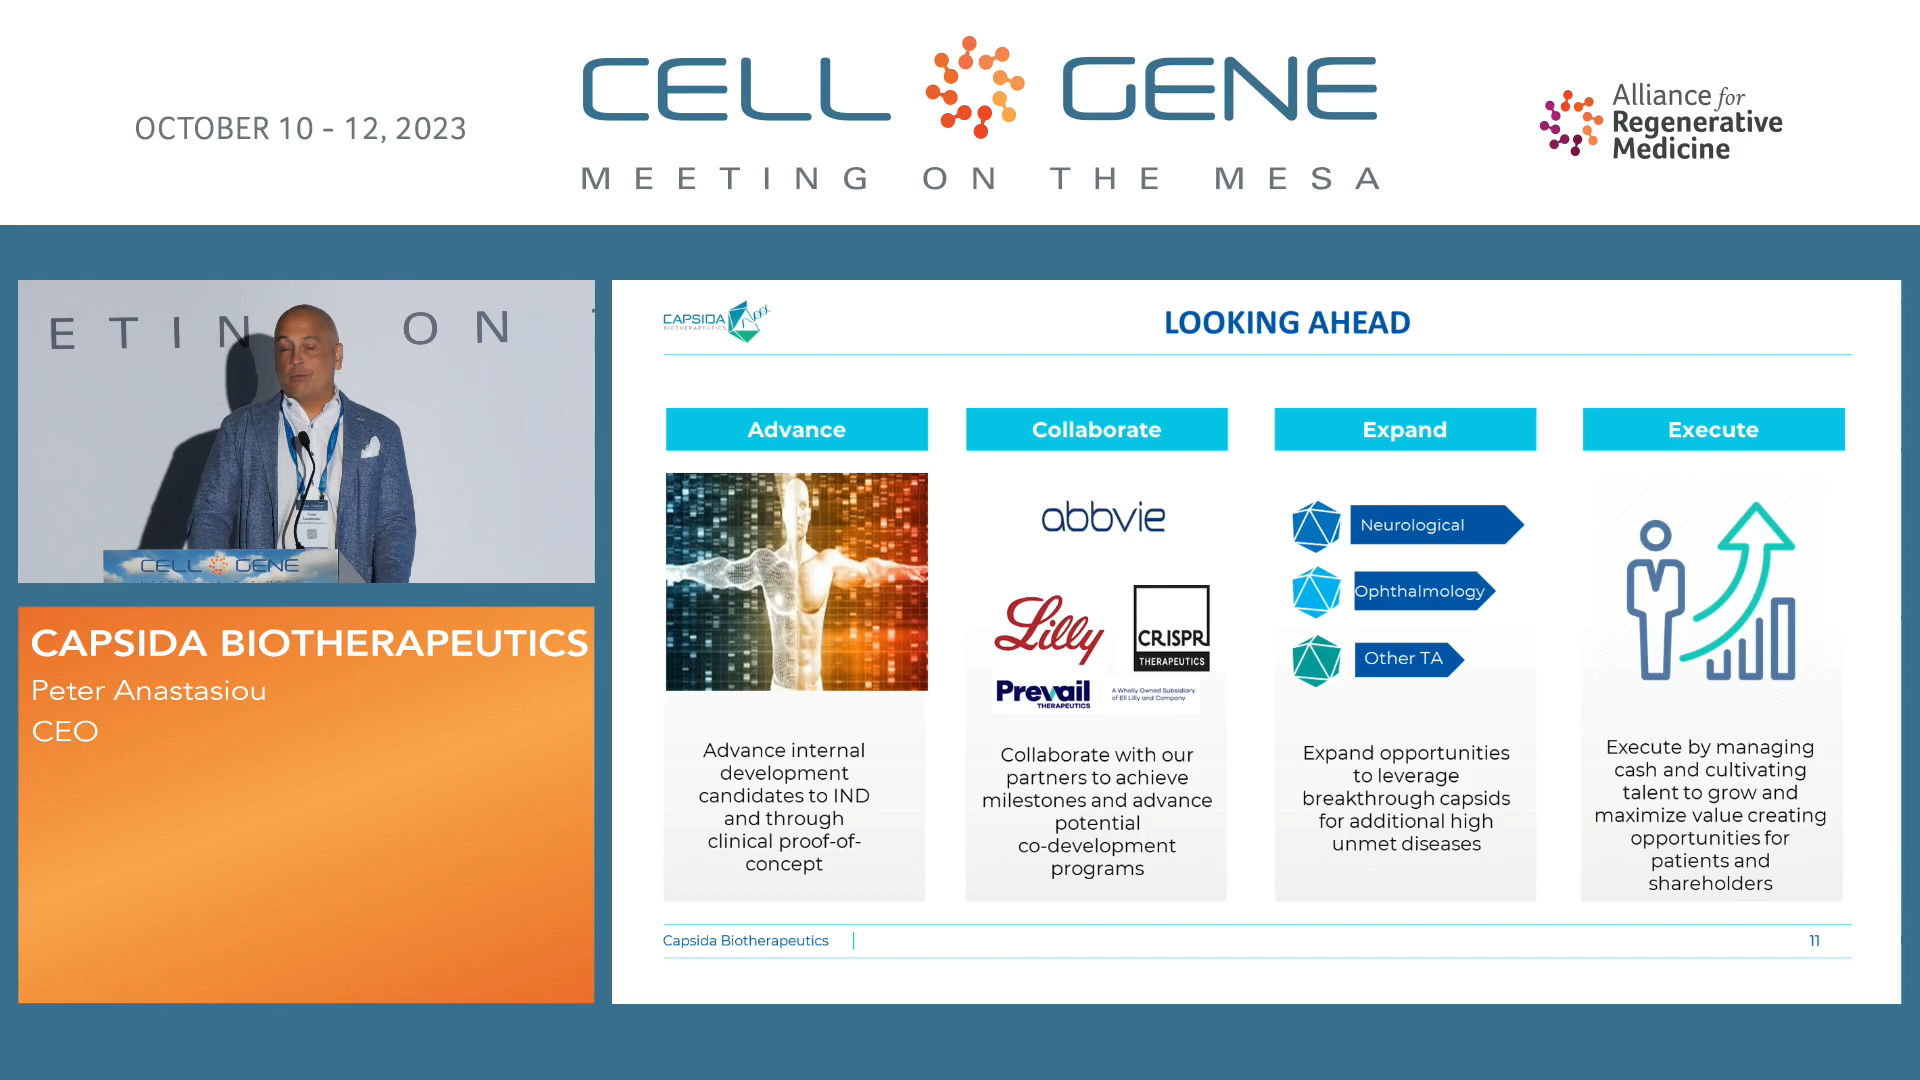 OCTOBER 10 - 12, 2023
CELL GENE
MEETING ON THE MESA
Alliance for
Regenerative
Medicine
ETIN ON
CELL GENE
CAPSIDA BIOTHERAPEUTICS
Peter Anastasiou
CEO
CAPSIDA
BIOTHERAPEUTICS
LOOKING AHEAD
Advance
Advance internal
development
candidates to IND
and through
clinical proof-of-
concept
Collaborate
abbvie
Lilly
CRISPR
THERAPEUTICS
Prevail
THERAPEUTICS
A Wholly Owned Subsidiary
of Eli Lilly and Company
Collaborate with our
partners to achieve
milestones and advance
potential
co-development
programs
Expand
Neurological
Ophthalmology
Other TA
Expand opportunities
to leverage
breakthrough capsids
for additional high
unmet diseases
Execute
Execute by managing
cash and cultivating
talent to grow and
maximize value creating
opportunities for
patients and
shareholders
Capsida Biotherapeutics
11